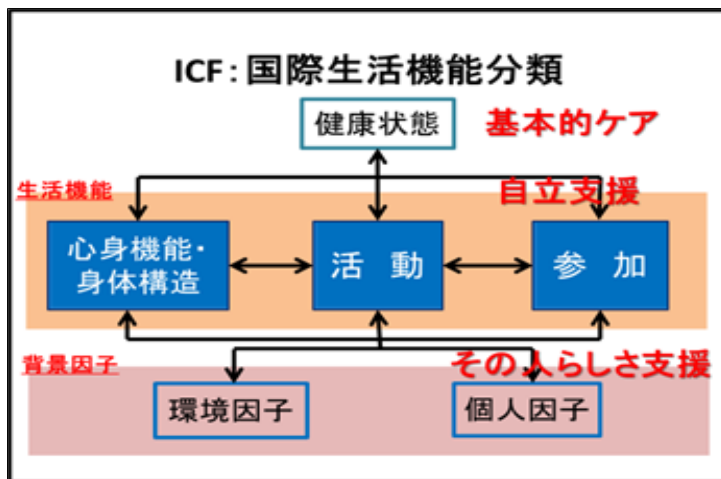 ICF：国際生活機能分類
健康状態
基本的ケア
生活機能
自立支援
心身機能・
身体構造
活　動
参　加
背景因子
その人らしさ支援
環境因子
個人因子